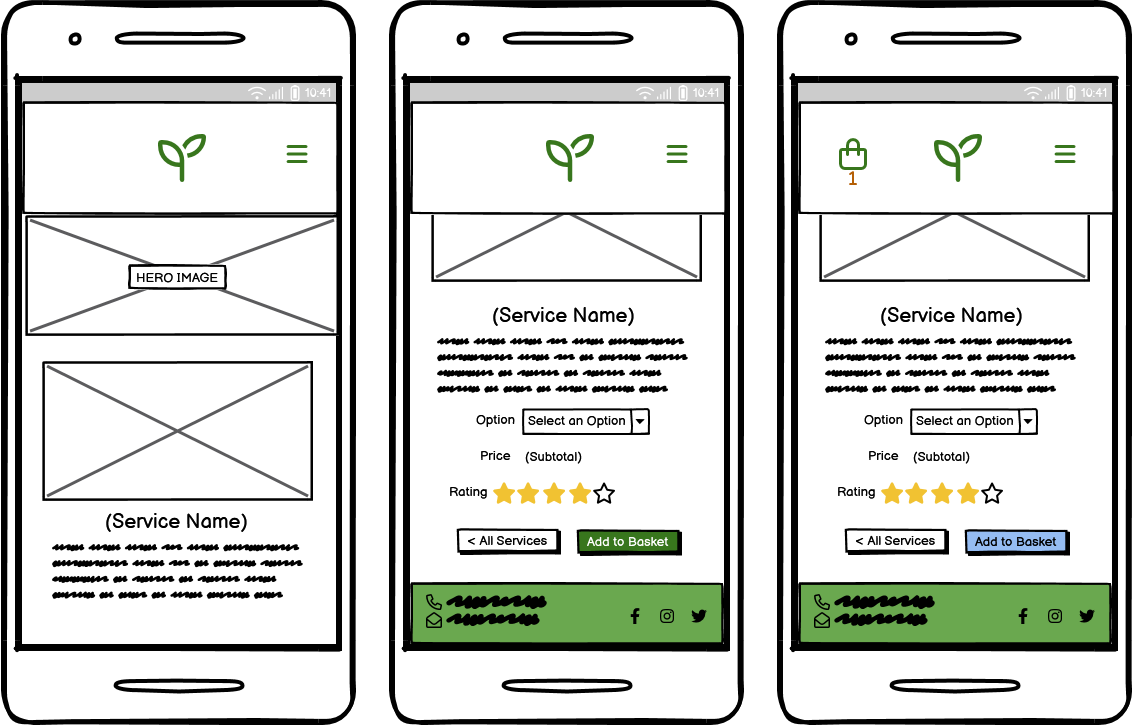 10:41
HERO IMAGE
(Service Name)
10:41
(Service Name)
Option Select an Option
Price (Subtotal)
Rating
< All Services Add to Basket
10:41
1
(Service Name)
Option Select an Option
Price (Subtotal)
Rating
< All Services Add to Basket